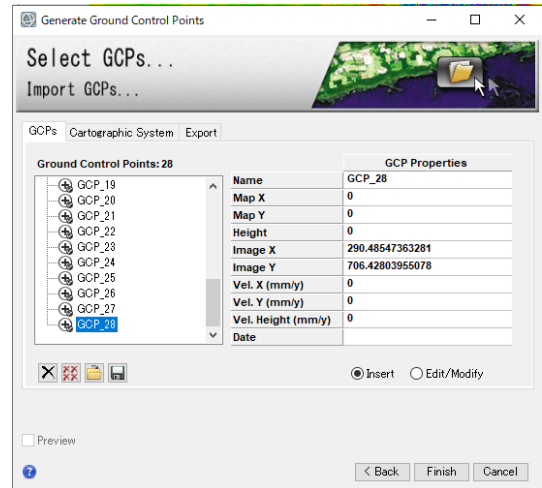 Generate Ground Control Points
Select GCPs...
Import GCPs...
GCPs Cartographic System Export
Ground Control Points: 28
GCP_19
GCP_20
GCP_21
GCP_22
GCP_23
GCP_24
GCP_25
GCP_26
GCP_27
GCP_28
GCP Properties
Name GCP_28
Map X 0
Map Y 0
Height 0
Image X 290.48547363281
Image Y 706.42803955078
Vel. X (mm/y) 0
Vel. Y (mm/y) 0
Vel. Height (mm/y) 0
Date
Insert Edit/Modify
Preview
< Back Finish Cancel